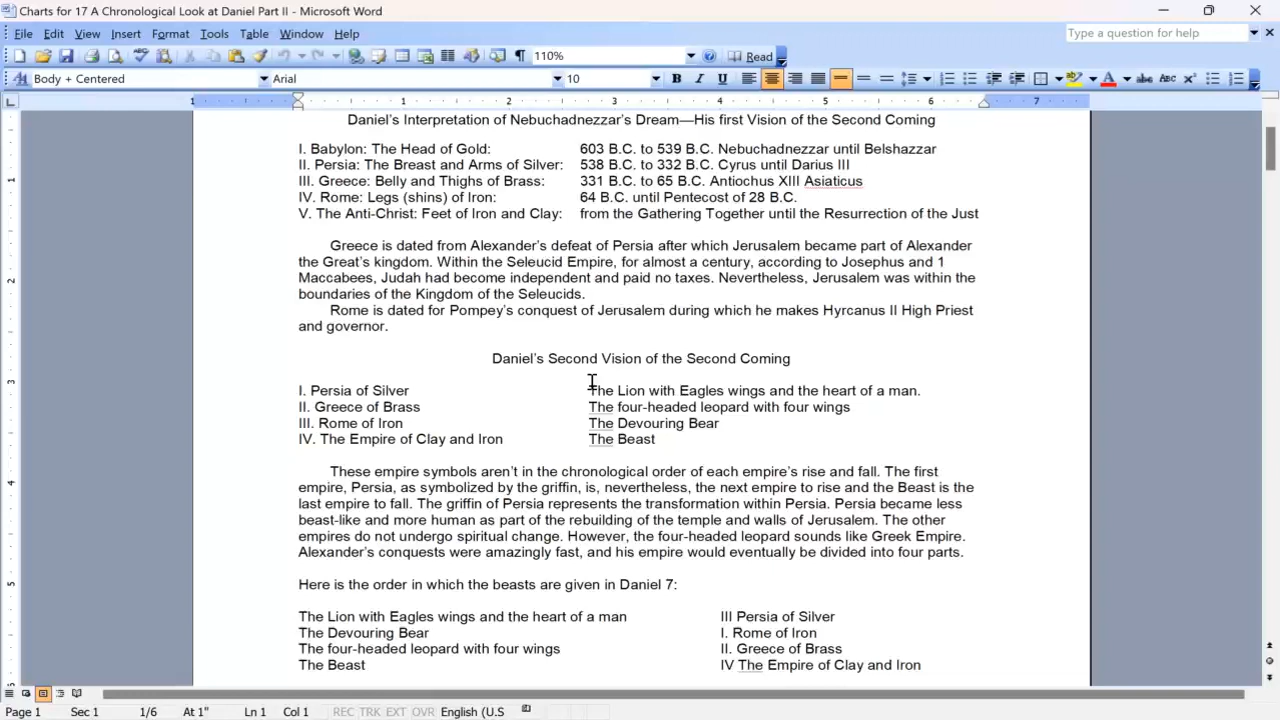 Charts for 17 A Chronological Look at Daniel Part II - Microsoft Word
File Edit View Insert Format Tools Table Window Help
Type a question for help
110%
Read
Body + Centered
Arial
10
1 1 2 3 4 5 6 7
Daniel's Interpretation of Nebuchadnezzar's Dream—His first Vision of the Second Coming
I. Babylon: The Head of Gold: 603 B.C. to 539 B.C. Nebuchadnezzar until Belshazzar
II. Persia: The Breast and Arms of Silver: 538 B.C. to 332 B.C. Cyrus until Darius III
III. Greece: Belly and Thighs of Brass: 331 B.C. to 65 B.C. Antiochus XIII Asiaticus
IV. Rome: Legs (shins) of Iron: 64 B.C. until Pentecost of 28 B.C.
V. The Anti-Christ: Feet of Iron and Clay: from the Gathering Together until the Resurrection of the Just
Greece is dated from Alexander's defeat of Persia after which Jerusalem became part of Alexander
the Great's kingdom. Within the Seleucid Empire, for almost a century, according to Josephus and 1
Maccabees, Judah had become independent and paid no taxes. Nevertheless, Jerusalem was within the
boundaries of the Kingdom of the Seleucids.
Rome is dated for Pompey's conquest of Jerusalem during which he makes Hyrcanus II High Priest
and governor.
Daniel's Second Vision of the Second Coming
I. Persia of Silver The Lion with Eagles wings and the heart of a man.
II. Greece of Brass The four-headed leopard with four wings
III. Rome of Iron The Devouring Bear
IV. The Empire of Clay and Iron The Beast
These empire symbols aren't in the chronological order of each empire's rise and fall. The first
empire, Persia, as symbolized by the griffin, is, nevertheless, the next empire to rise and the Beast is the
last empire to fall. The griffin of Persia represents the transformation within Persia. Persia became less
beast-like and more human as part of the rebuilding of the temple and walls of Jerusalem. The other
empires do not undergo spiritual change. However, the four-headed leopard sounds like Greek Empire.
Alexander's conquests were amazingly fast, and his empire would eventually be divided into four parts.
Here is the order in which the beasts are given in Daniel 7:
The Lion with Eagles wings and the heart of a man III Persia of Silver
The Devouring Bear I. Rome of Iron
The four-headed leopard with four wings II. Greece of Brass
The Beast IV The Empire of Clay and Iron
Page 1 Sec 1 1/6 At 1" Ln 1 Col 1 REC TRK EXT OVR English (U.S